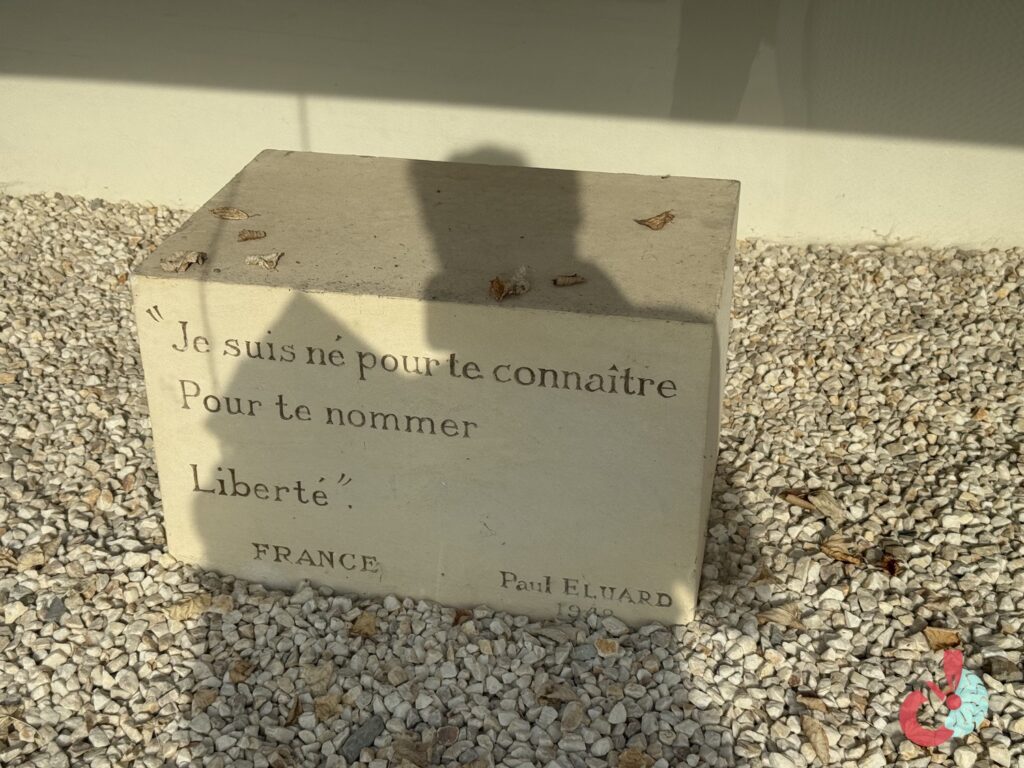 "Je suis né pour te connaître
Pour te nommer
Liberté".
FRANCE
Paul ELUARD